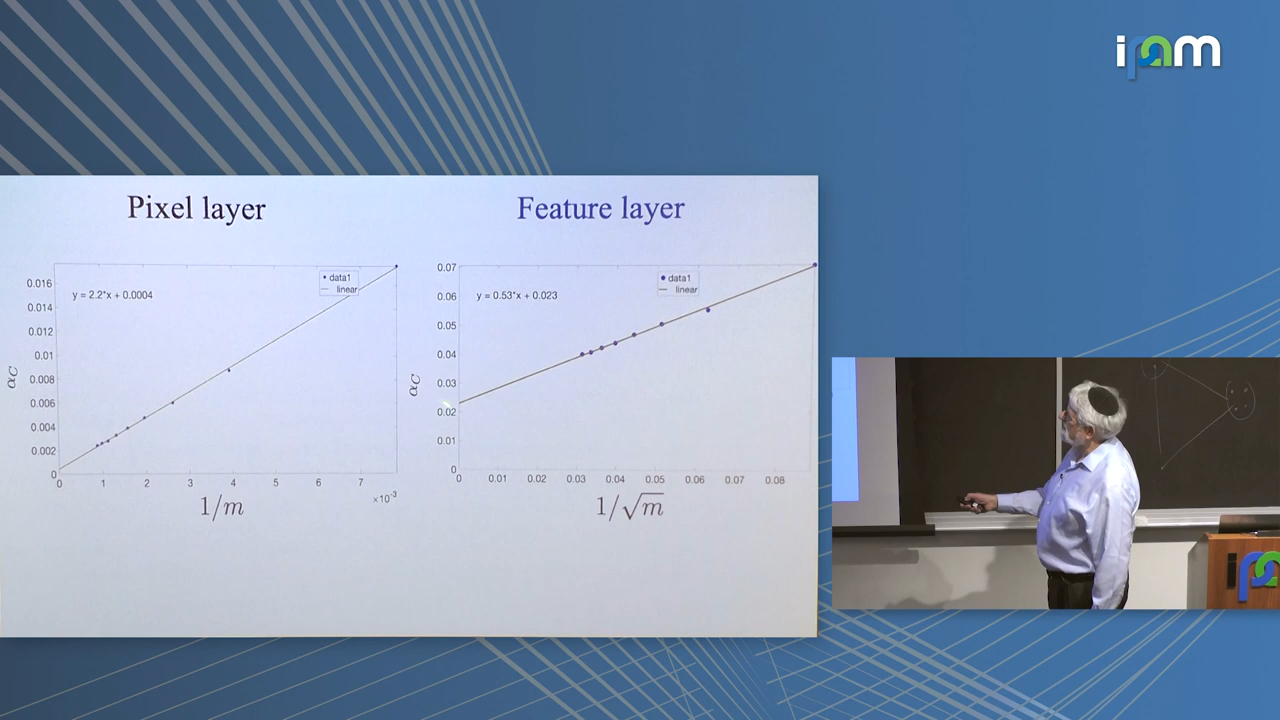 ipam
Pixel layer
Feature layer
0.016
0.014
0.012
0.01
0.008
0.006
0.004
0.002
0
αC
y = 2.2*x + 0.0004
data1
linear
0
1
2
3
4
5
6
7
×10⁻³
1/m
0.07
0.06
0.05
0.04
0.03
0.02
0.01
0
αC
y = 0.53*x + 0.023
data1
linear
0
0.01
0.02
0.03
0.04
0.05
0.06
0.07
0.08
1/√m